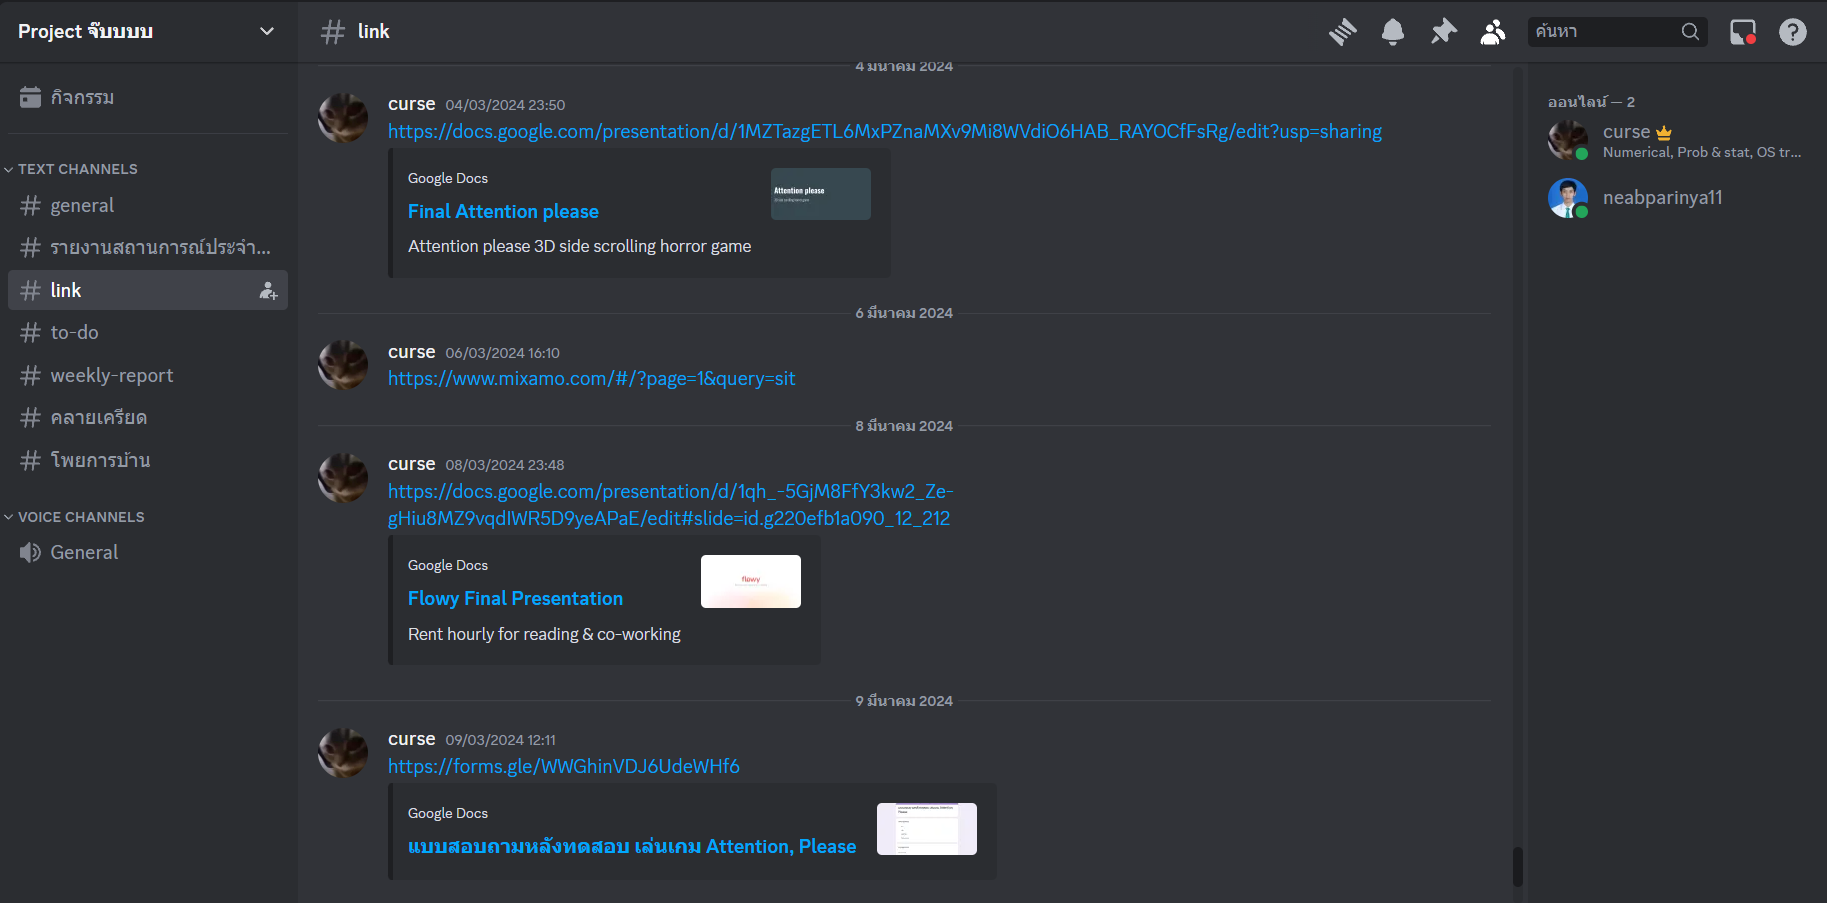 Project จ๊บบบบ
กิจกรรม
TEXT CHANNELS
general
รายงานสถานการณ์ประจำ...
link
to-do
weekly-report
คลายเครียด
โพยการบ้าน
VOICE CHANNELS
General
link
ค้นหา
4 มีนาคม 2024
curse 04/03/2024 23:50
https://docs.google.com/presentation/d/1MZTazgETL6MxPZnaMXv9Mi8WVdiO6HAB_RAYOCfFsRg/edit?usp=sharing
Google Docs
Final Attention please
Attention please 3D side scrolling horror game
Attention please
6 มีนาคม 2024
curse 06/03/2024 16:10
https://www.mixamo.com/#/?page=1&query=sit
8 มีนาคม 2024
curse 08/03/2024 23:48
https://docs.google.com/presentation/d/1qh_-5GjM8FfY3kw2_Ze-
gHiu8MZ9vqdIWR5D9yeAPaE/edit#slide=id.g220efb1a090_12_212
Google Docs
Flowy Final Presentation
Rent hourly for reading & co-working
flowy
9 มีนาคม 2024
curse 09/03/2024 12:11
https://forms.gle/WWGhinVDJ6UdeWHf6
Google Docs
แบบสอบถามหลังทดสอบ เล่นเกม Attention, Please
ออนไลน์ — 2
curse
Numerical, Prob & stat, OS tr...
neabparinya11